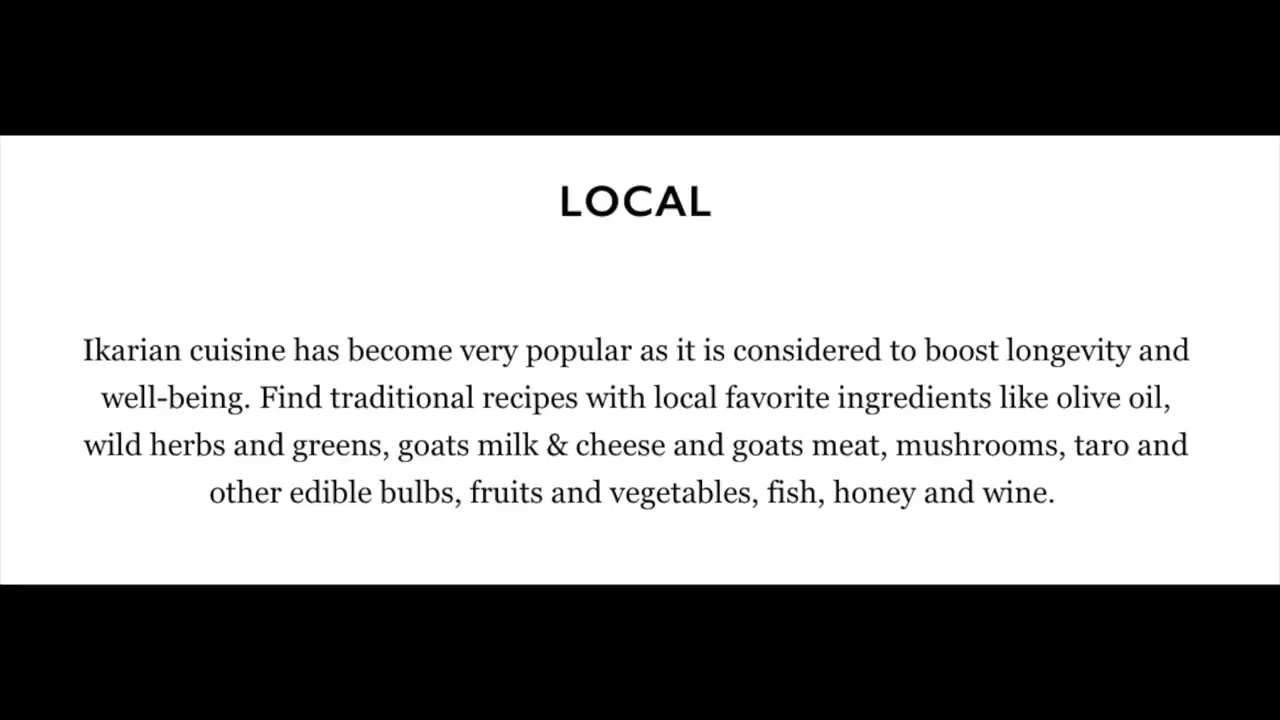 LOCAL
Ikarian cuisine has become very popular as it is considered to boost longevity and
well-being. Find traditional recipes with local favorite ingredients like olive oil,
wild herbs and greens, goats milk & cheese and goats meat, mushrooms, taro and
other edible bulbs, fruits and vegetables, fish, honey and wine.